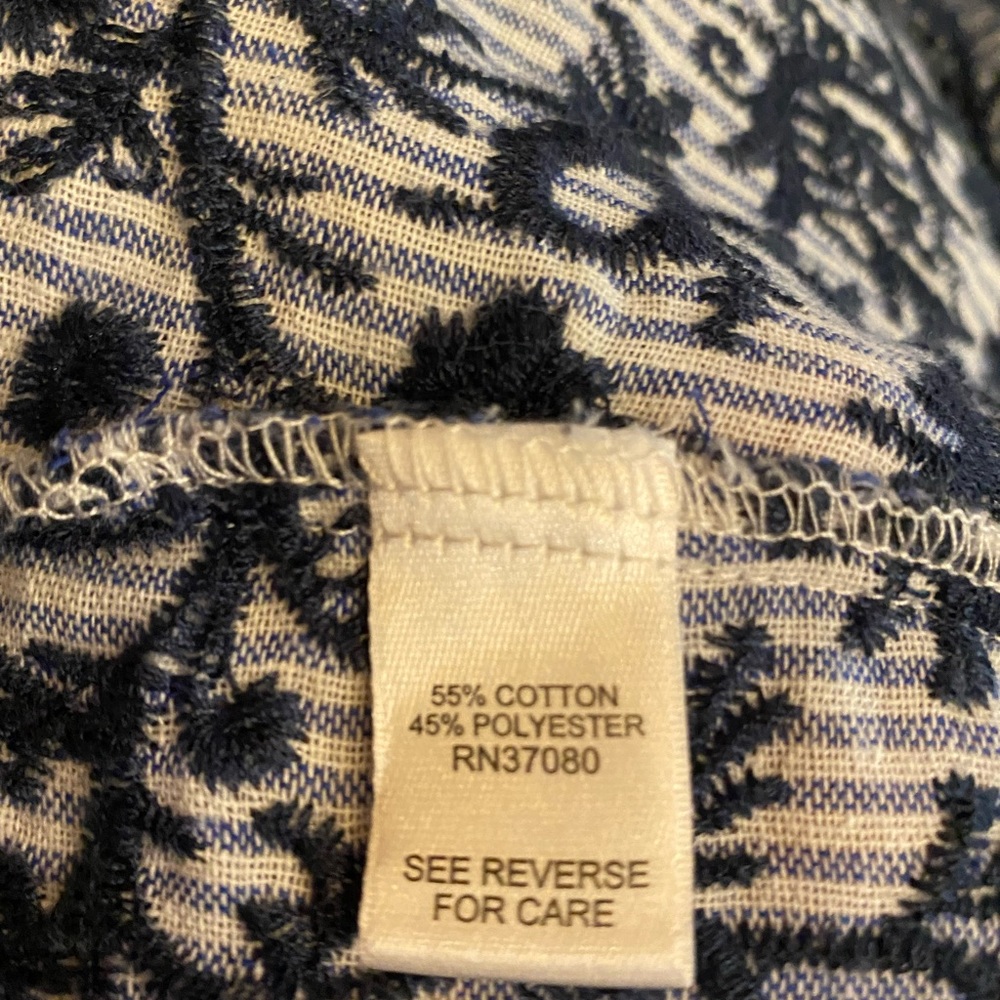 55% COTTON
45% POLYESTER
RN37080
SEE REVERSE
FOR CARE